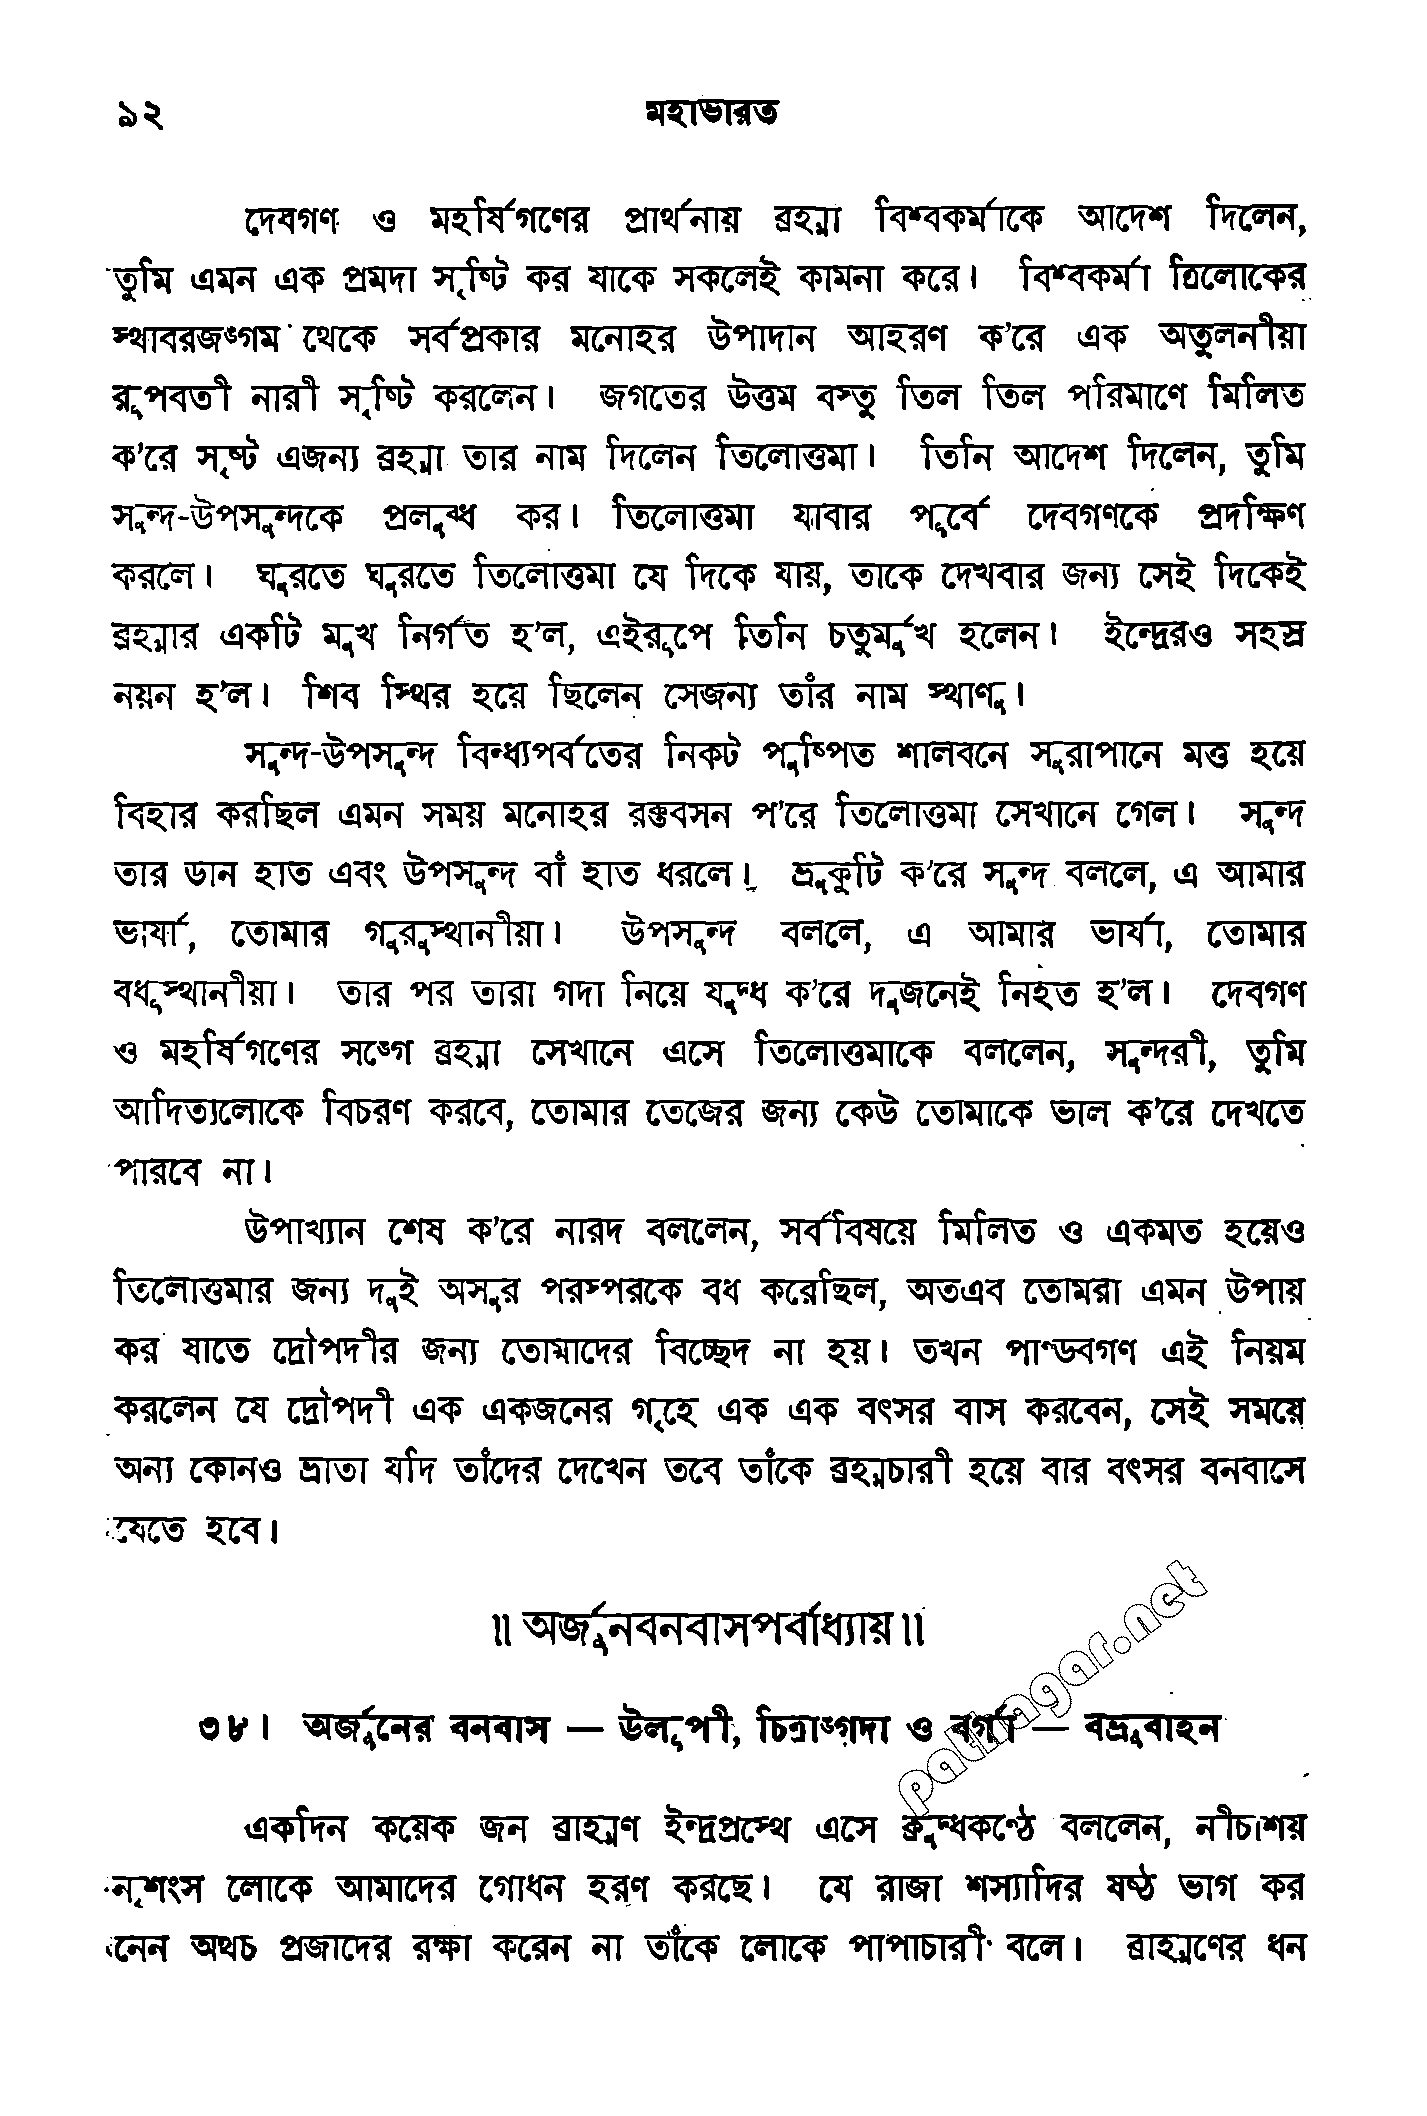 ৯২
মহাভারত
দেবগণ ও মহর্ষিগণের প্রার্থনায় ব্রহ্মা বিশ্বকর্মাকে আদেশ দিলেন,
তুমি এমন এক প্রমদা সৃষ্টি কর যাকে সকলেই কামনা করে। বিশ্বকর্মা ত্রিলোকের
স্থাবরজঙ্গম থেকে সর্বপ্রকার মনোহর উপাদান আহরণ ক’রে এক অতুলনীয়া
রূপবতী নারী সৃষ্টি করলেন। জগতের উত্তম বস্তু তিল তিল পরিমাণে মিলিত
ক’রে সৃষ্ট এজন্য ব্রহ্মা তার নাম দিলেন তিলোত্তমা। তিনি আদেশ দিলেন, তুমি
সুন্দ-উপসুন্দকে প্রলুব্ধ কর। তিলোত্তমা যাবার পূর্বে দেবগণকে প্রদক্ষিণ
করলে। ঘুরতে ঘুরতে তিলোত্তমা যে দিকে যায়, তাকে দেখবার জন্য সেই দিকেই
ব্রহ্মার একটি মুখ নির্গত হ’ল, এইরূপে তিনি চতুর্মুখ হলেন। ইন্দ্রেরও সহস্র
নয়ন হ’ল। শিব স্থির হয়ে ছিলেন সেজন্য তাঁর নাম স্থাণু।
সুন্দ-উপসুন্দ বিন্ধ্যপর্বতের নিকট পুষ্পিত শালবনে সুরাপানে মত্ত হয়ে
বিহার করছিল এমন সময় মনোহর রক্তবসন প’রে তিলোত্তমা সেখানে গেল। সুন্দ
তার ডান হাত এবং উপসুন্দ বাঁ হাত ধরলে। ভ্রূকুটি ক’রে সুন্দ বললে, এ আমার
ভার্যা, তোমার গুরুস্থানীয়া। উপসুন্দ বললে, এ আমার ভার্যা, তোমার
বধূস্থানীয়া। তার পর তারা গদা নিয়ে যুদ্ধ ক’রে দুজনেই নিহত হ’ল। দেবগণ
ও মহর্ষিগণের সঙ্গে ব্রহ্মা সেখানে এসে তিলোত্তমাকে বললেন, সুন্দরী, তুমি
আদিত্যলোকে বিচরণ করবে, তোমার তেজের জন্য কেউ তোমাকে ভাল ক’রে দেখতে
পারবে না।
উপাখ্যান শেষ ক’রে নারদ বললেন, সর্ববিষয়ে মিলিত ও একমত হয়েও
তিলোত্তমার জন্য দুই অসুর পরস্পরকে বধ করেছিল, অতএব তোমরা এমন উপায়
কর যাতে দ্রৌপদীর জন্য তোমাদের বিচ্ছেদ না হয়। তখন পাণ্ডবগণ এই নিয়ম
করলেন যে দ্রৌপদী এক একজনের গৃহে এক এক বৎসর বাস করবেন, সেই সময়ে
অন্য কোনও ভ্রাতা যদি তাঁদের দেখেন তবে তাঁকে ব্রহ্মচারী হয়ে বার বৎসর বনবাসে
যেতে হবে।
॥ অর্জুনবনবাসপর্বাধ্যায় ॥
৩৮। অর্জুনের বনবাস — উলূপী, চিত্রাঙ্গদা ও বর্গা — বভ্রুবাহন
একদিন কয়েক জন ব্রাহ্মণ ইন্দ্রপ্রস্থে এসে ক্রুদ্ধকণ্ঠে বললেন, নীচাশয়
নৃশংস লোকে আমাদের গোধন হরণ করছে। যে রাজা শস্যাদির ষষ্ঠ ভাগ কর
নেন অথচ প্রজাদের রক্ষা করেন না তাঁকে লোকে পাপাচারী বলে। ব্রাহ্মণের ধন
pathagar.net